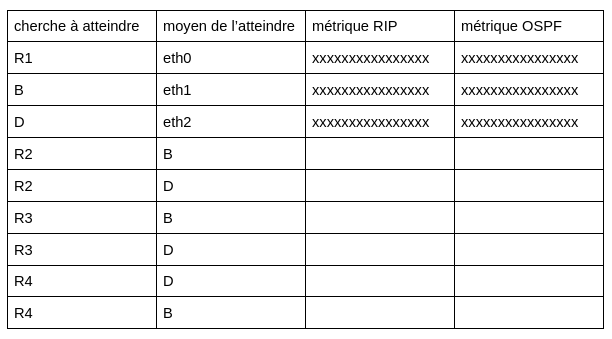 cherche à atteindre moyen de l’atteindre métrique RIP métrique OSPF
R1 eth0 xxxxxxxxxxxxxxxx xxxxxxxxxxxxxxxx
B eth1 xxxxxxxxxxxxxxxx xxxxxxxxxxxxxxxx
D eth2 xxxxxxxxxxxxxxxx xxxxxxxxxxxxxxxx
R2 B
R2 D
R3 B
R3 D
R4 D
R4 B